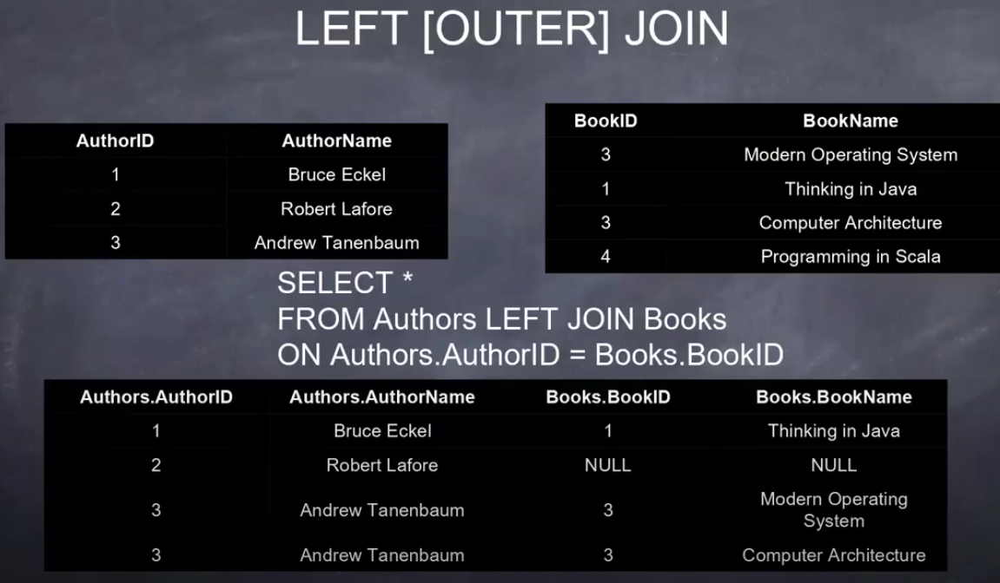 LEFT [OUTER] JOIN
AuthorID AuthorName
1 Bruce Eckel
2 Robert Lafore
3 Andrew Tanenbaum
BookID BookName
3 Modern Operating System
1 Thinking in Java
3 Computer Architecture
4 Programming in Scala
SELECT *
FROM Authors LEFT JOIN Books
ON Authors.AuthorID = Books.BookID
Authors.AuthorID Authors.AuthorName Books.BookID Books.BookName
1 Bruce Eckel 1 Thinking in Java
2 Robert Lafore NULL NULL
3 Andrew Tanenbaum 3 Modern Operating
System
3 Andrew Tanenbaum 3 Computer Architecture